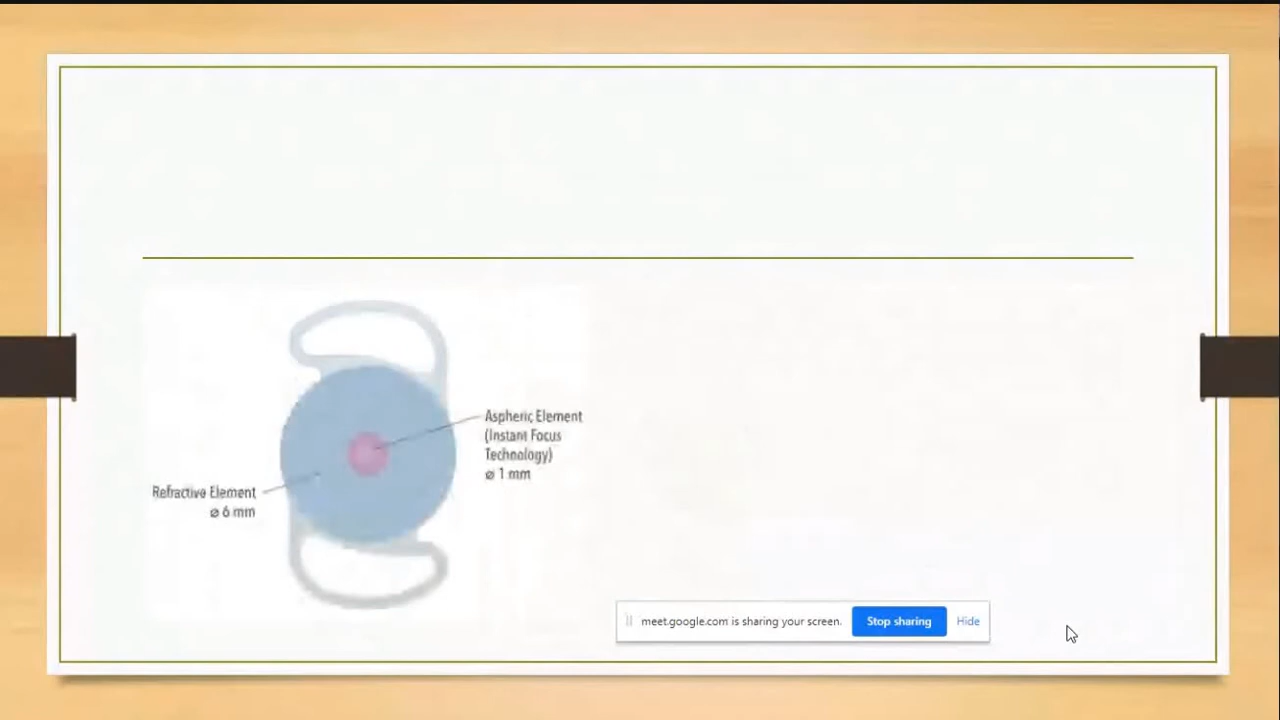 Aspheric Element
(Instant Focus
Technology)
⌀ 1 mm
Refractive Element
⌀ 6 mm
meet.google.com is sharing your screen.
Stop sharing
Hide